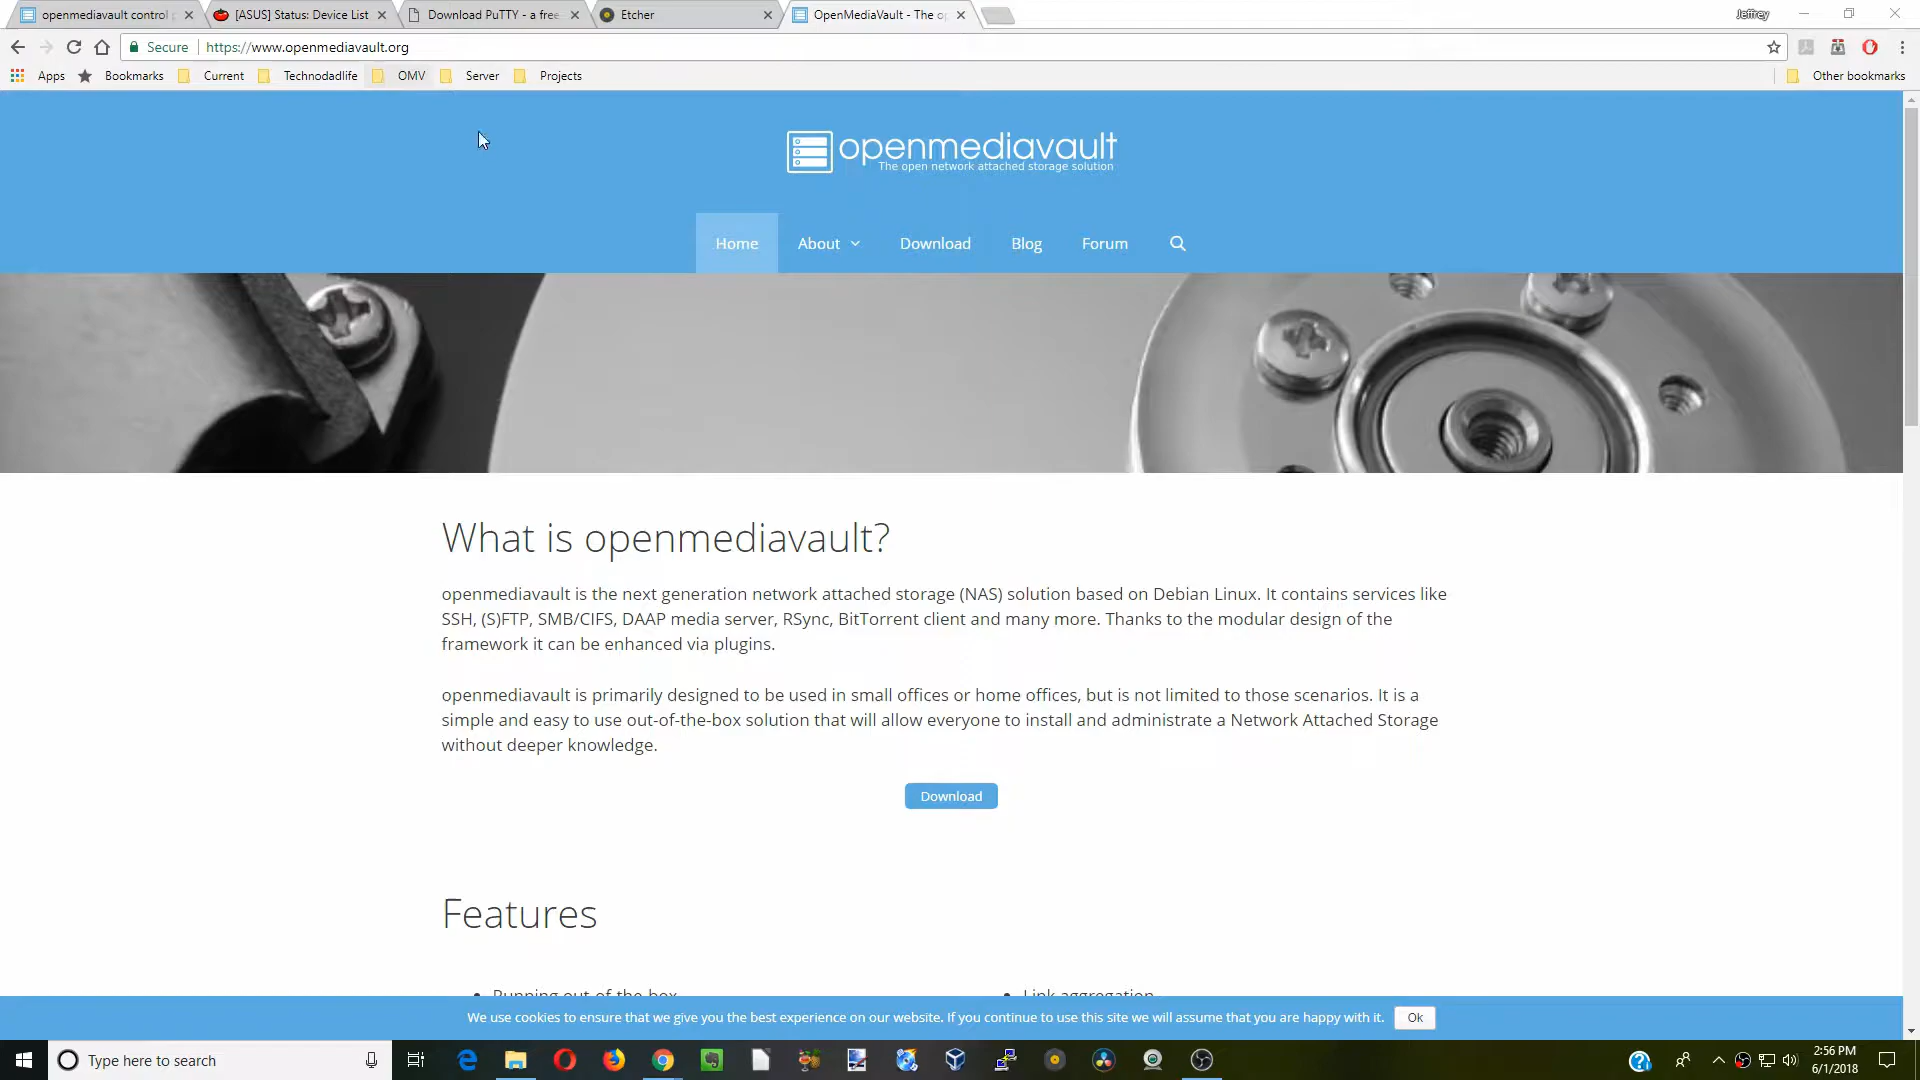 openmediavault control p
[ASUS] Status: Device List
Download PuTTY - a free
Etcher
OpenMediaVault - The o
Jeffrey
Secure
https://www.openmediavault.org
Apps
Bookmarks
Current
Technodadlife
OMV
Server
Projects
Other bookmarks
openmediavault
The open network attached storage solution
Home
About
Download
Blog
Forum
What is openmediavault?
openmediavault is the next generation network attached storage (NAS) solution based on Debian Linux. It contains services like
SSH, (S)FTP, SMB/CIFS, DAAP media server, RSync, BitTorrent client and many more. Thanks to the modular design of the
framework it can be enhanced via plugins.
openmediavault is primarily designed to be used in small offices or home offices, but is not limited to those scenarios. It is a
simple and easy to use out-of-the-box solution that will allow everyone to install and administrate a Network Attached Storage
without deeper knowledge.
Download
Features
Running out of the box
Link aggregation
We use cookies to ensure that we give you the best experience on our website. If you continue to use this site we will assume that you are happy with it.
Ok
Type here to search
2:56 PM
6/1/2018